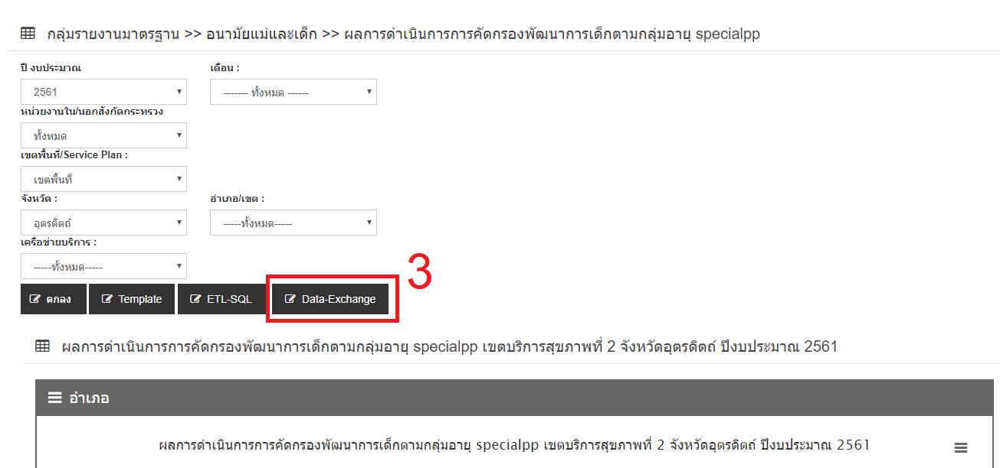 กลุ่มรายงานมาตรฐาน >> อนามัยแม่และเด็ก >> ผลการดำเนินการการคัดกรองพัฒนาการเด็กตามกลุ่มอายุ specialpp
ปี งบประมาณ เดือน :
2561 ------- ทั้งหมด ------
หน่วยงานใน/นอกสังกัดกระทรวง
ทั้งหมด
เขตพื้นที่/Service Plan :
เขตพื้นที่
จังหวัด : อำเภอ/เขต :
อุตรดิตถ์ -----ทั้งหมด-----
เครือข่ายบริการ :
-----ทั้งหมด-----
3
ตกลง Template ETL-SQL Data-Exchange
ผลการดำเนินการการคัดกรองพัฒนาการเด็กตามกลุ่มอายุ specialpp เขตบริการสุขภาพที่ 2 จังหวัดอุตรดิตถ์ ปีงบประมาณ 2561
อำเภอ
ผลการดำเนินการการคัดกรองพัฒนาการเด็กตามกลุ่มอายุ specialpp เขตบริการสุขภาพที่ 2 จังหวัดอุตรดิตถ์ ปีงบประมาณ 2561